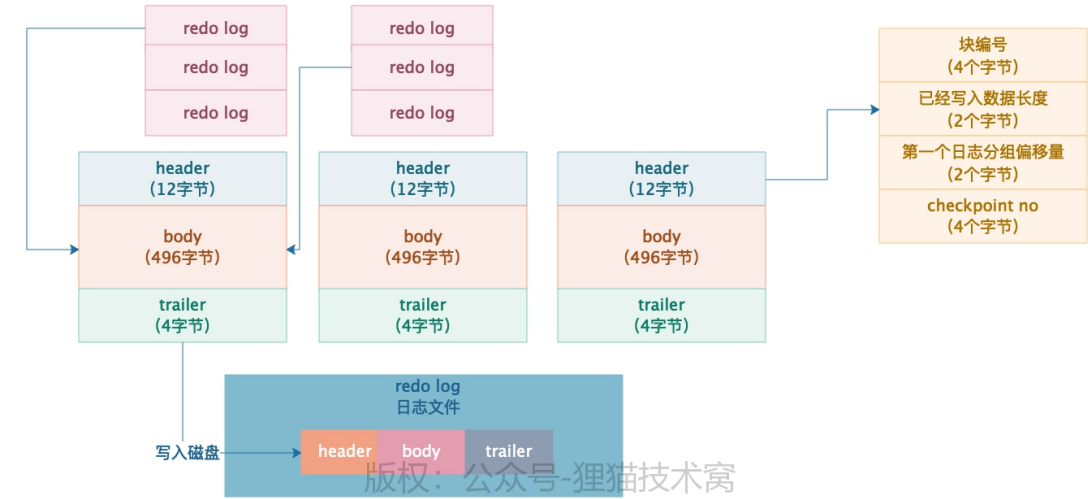 redo log
redo log
redo log
redo log
redo log
redo log
header
(12字节)
body
(496字节)
trailer
(4字节)
header
(12字节)
body
(496字节)
trailer
(4字节)
header
(12字节)
body
(496字节)
trailer
(4字节)
块编号
(4个字节)
已经写入数据长度
(2个字节)
第一个日志分组偏移量
(2个字节)
checkpoint no
(4个字节)
redo log
日志文件
写入磁盘
header
body
trailer
版权：公众号-狸猫技术窝